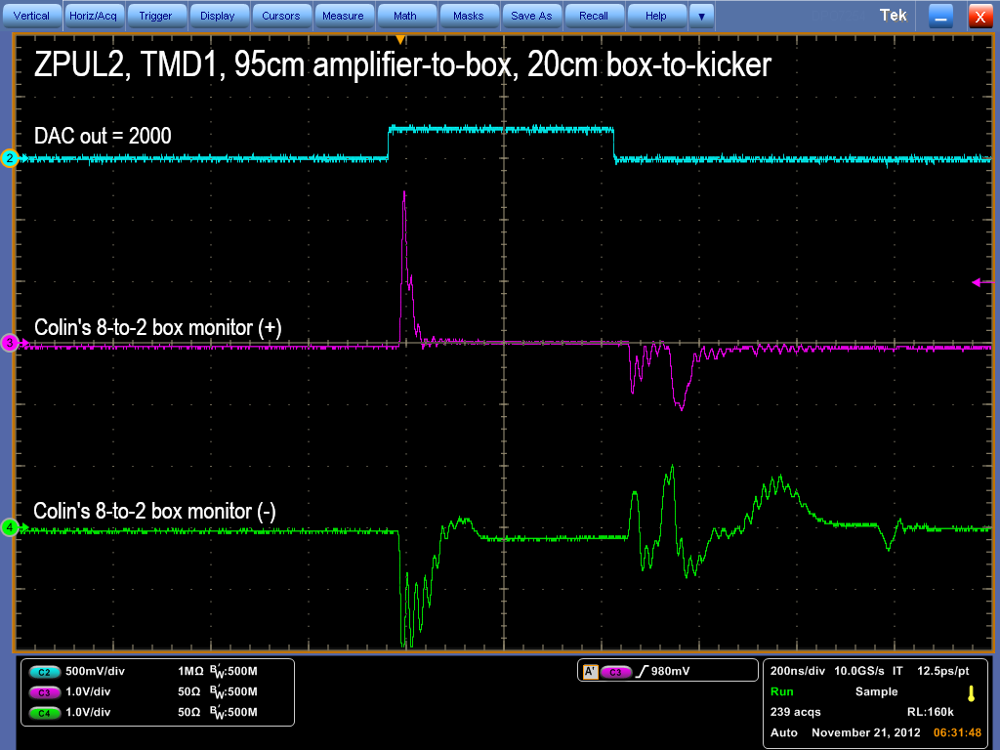 Vertical Horiz/Acq Trigger Display Cursors Measure Math Masks Save As Recall Help Tek X
ZPUL2, TMD1, 95cm amplifier-to-box, 20cm box-to-kicker
DAC out = 2000
2
Colin's 8-to-2 box monitor (+)
3
Colin's 8-to-2 box monitor (-)
4
C2 500mV/div 1MΩ BW:500M
C3 1.0V/div 50Ω BW:500M
C4 1.0V/div 50Ω BW:500M
A' C3 980mV
200ns/div 10.0GS/s IT 12.5ps/pt
Run Sample
239 acqs RL:160k
Auto November 21, 2012 06:31:48